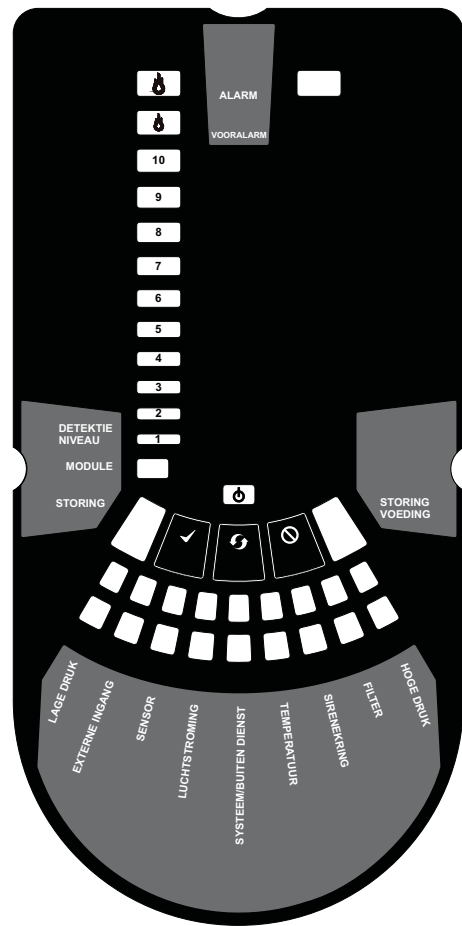 ALARM
VOORALARM
10
9
8
7
6
5
4
3
2
1
DETEKTIE
NIVEAU
MODULE
STORING
STORING
VOEDING
LAGE DRUK
EXTERNE INGANG
SENSOR
LUCHTSTROMING
SYSTEEM/BUITEN DIENST
TEMPERATUUR
SIRENEKRING
FILTER
HOGE DRUK